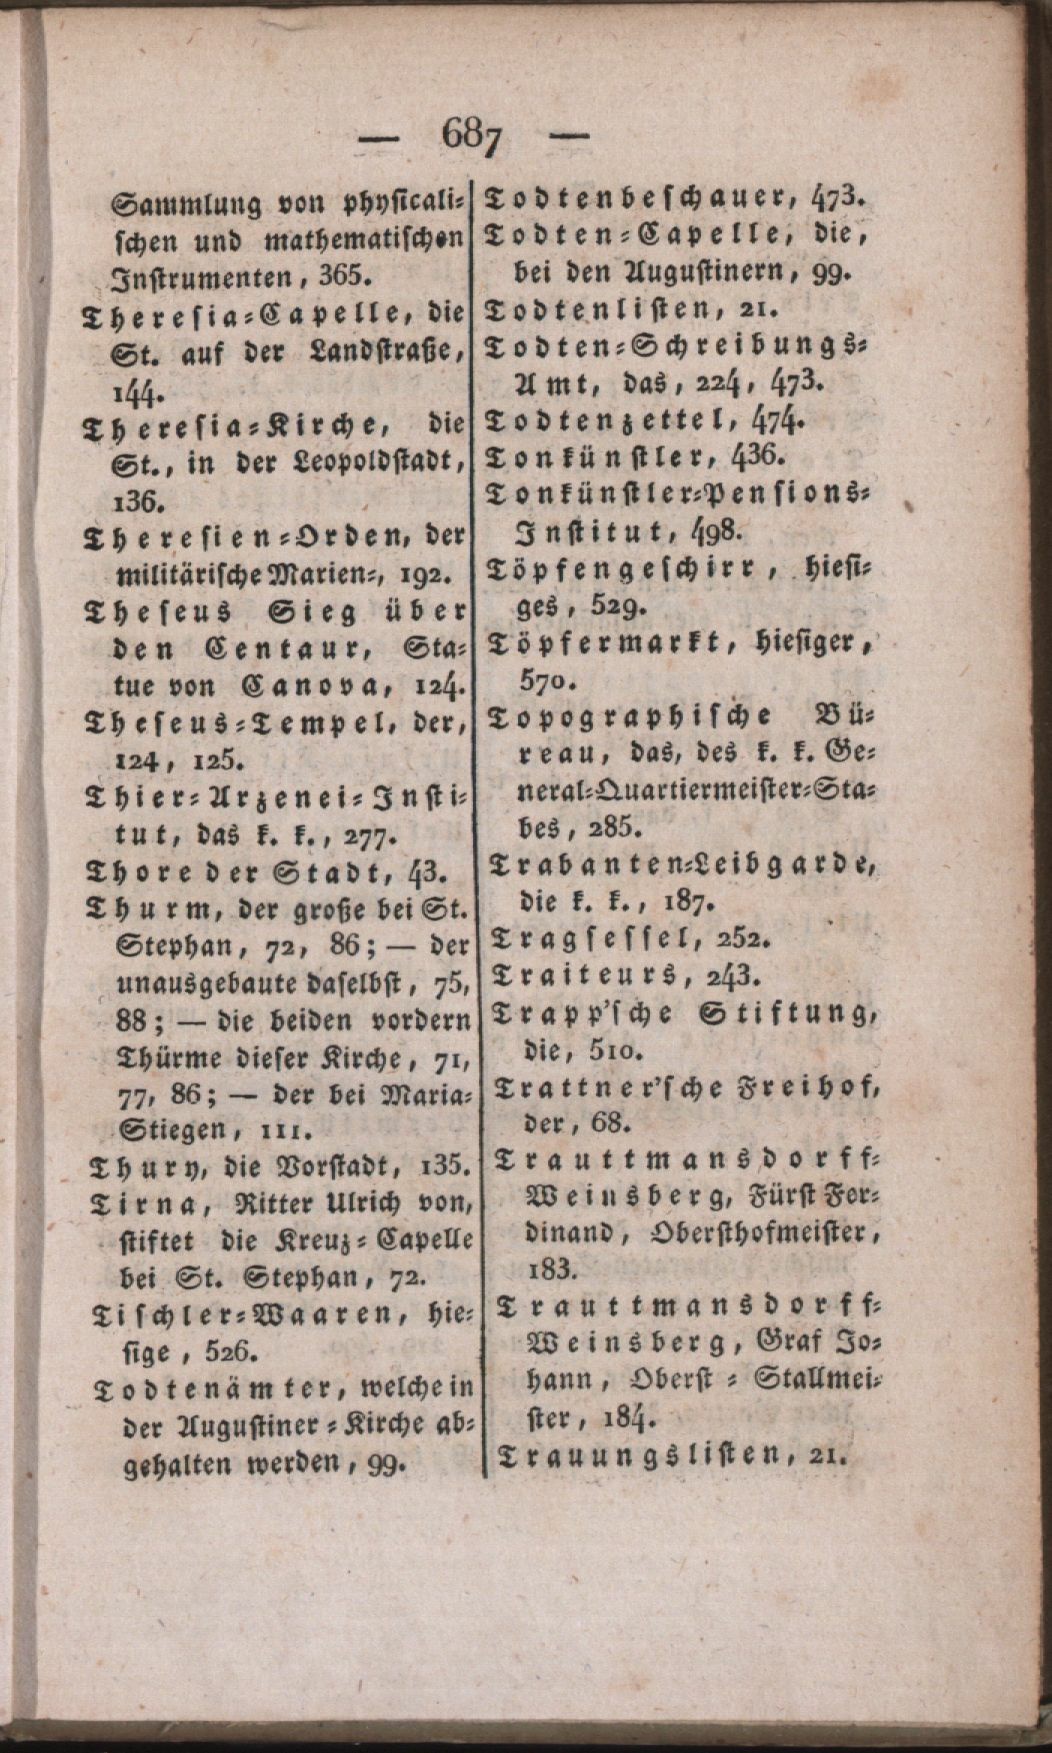 — 687 —
Sammlung von physicali-
schen und mathematischen
Instrumenten, 365.
Theresia-Capelle, die
St. auf der Landstraße,
144.
Theresia-Kirche, die
St., in der Leopoldstadt,
136.
Theresien-Orden, der
militärische Marien-, 192.
Theseus Sieg über
den Centaur, Sta-
tue von Canova, 124.
Theseus-Tempel, der,
124, 125.
Thier-Arzenei-Insti-
tut, das k. k., 277.
Thore der Stadt, 43.
Thurm, der große bei St.
Stephan, 72, 86; — der
unausgebaute daselbst, 75,
88; — die beiden vordern
Thürme dieser Kirche, 71,
77, 86; — der bei Maria-
Stiegen, 111.
Thury, die Vorstadt, 135.
Tirna, Ritter Ulrich von,
stiftet die Kreuz-Capelle
bei St. Stephan, 72.
Tischler-Waaren, hie-
sige, 526.
Todtenämter, welche in
der Augustiner-Kirche ab-
gehalten werden, 99.
Todtenbeschauer, 473.
Todten-Capelle, die,
bei den Augustinern, 99.
Todtenlisten, 21.
Todten-Schreibungs-
Amt, das, 224, 473.
Todtenzettel, 474.
Tonkünstler, 436.
Tonkünstler-Pensions-
Institut, 498.
Töpfengeschirr, hiesi-
ges, 529.
Töpfermarkt, hiesiger,
570.
Topographische Bü-
reau, das, des k. k. Ge-
neral-Quartiermeister-Sta-
bes, 285.
Trabanten-Leibgarde,
die k. k., 187.
Tragsessel, 252.
Traiteurs, 243.
Trapp'sche Stiftung,
die, 510.
Trattner'sche Freihof,
der, 68.
Trauttmansdorff-
Weinsberg, Fürst Fer-
dinand, Obersthofmeister,
183.
Trauttmansdorff-
Weinsberg, Graf Jo-
hann, Oberst-Stallmei-
ster, 184.
Trauungslisten, 21.